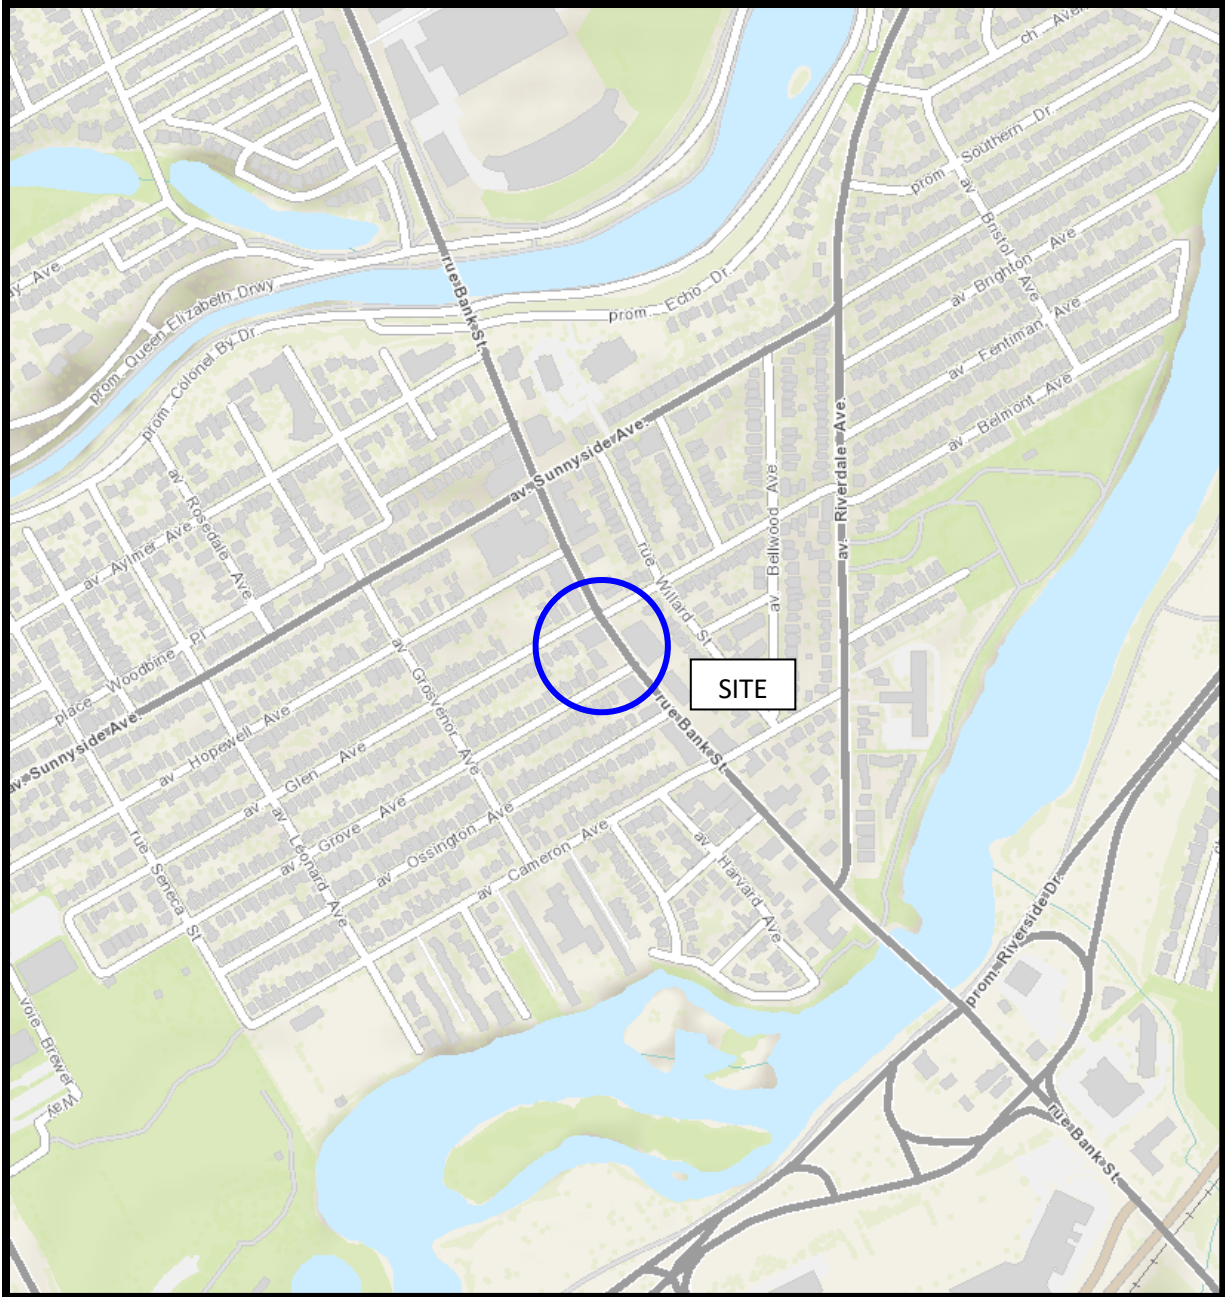 ch Aven
prom Southern Dr
av Bristol Ave
av Brighton Ave
av Fentiman Ave
av Belmont Ave
y Ave
prom Queen Elizabeth Drwy
rue Bank St.
prom Echo Dr.
prom. Colonel By Dr
av. Sunnyside Ave.
av. Riverdale Ave.
av Rosedale Ave
av Aylmer Ave
av Bellwood Ave
rue Willard St
place Woodbine Pl
av. Sunnyside Ave.
av Grosvenor Ave
SITE
av Hopewell Ave
rue Bank St.
av Glen Ave
av Grove Ave
av Leonard Ave
av Ossington Ave
av Cameron Ave
av Harvard Ave
rue Seneca St
prom. Riverside Dr.
voie Brewer Way
rue Bank St.